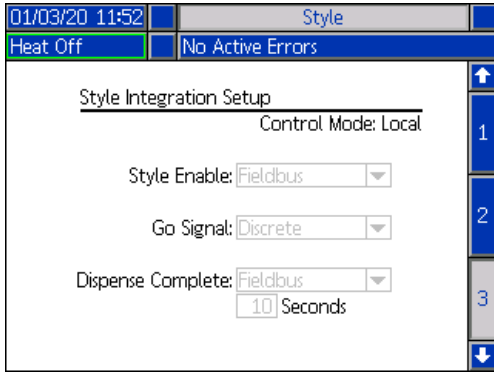 01/03/20 11:52 Style
Heat Off No Active Errors
Style Integration Setup
Control Mode: Local
1
Style Enable: Fieldbus
2
Go Signal: Discrete
Dispense Complete: Fieldbus
3
10 Seconds